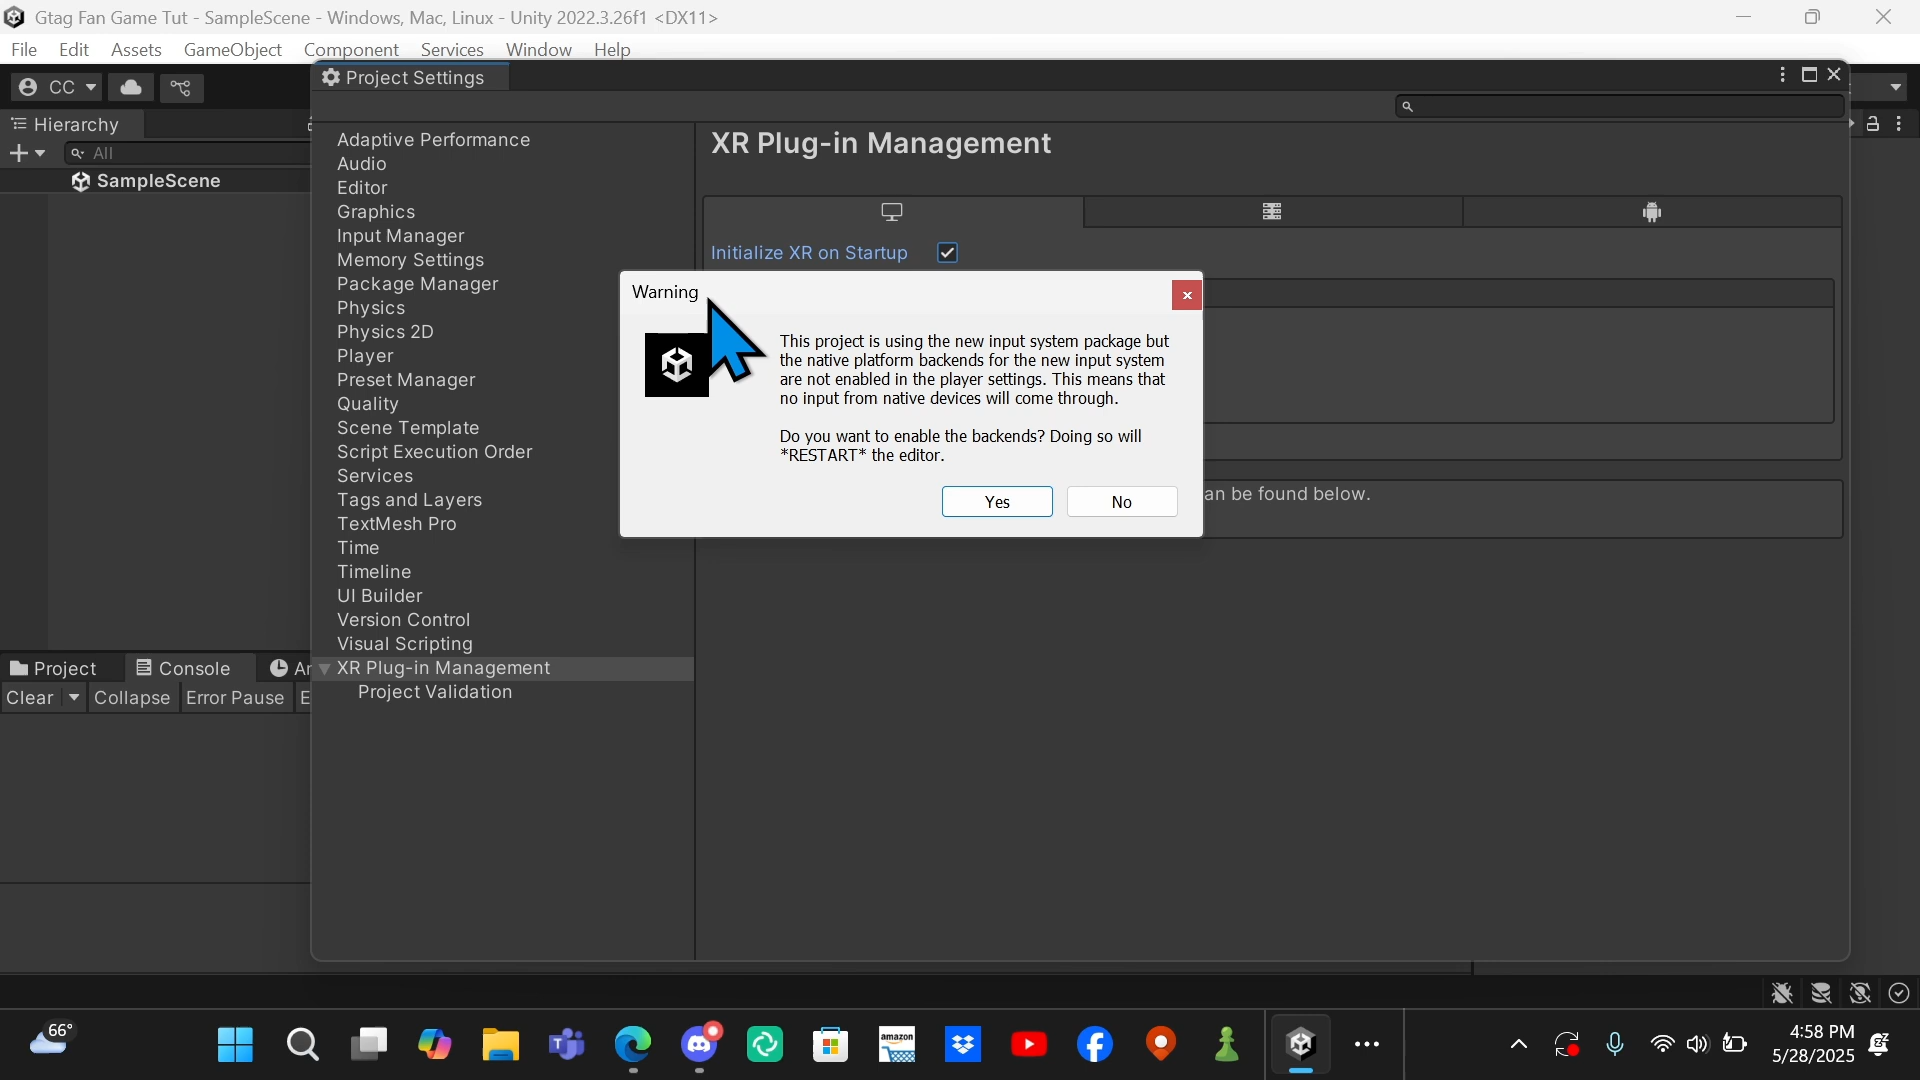 Gtag Fan Game Tut - SampleScene - Windows, Mac, Linux - Unity 2022.3.26f1 <DX11>
File Edit Assets GameObject Component Services Window Help
CC
Project Settings
Hierarchy
All
SampleScene
Adaptive Performance
Audio
Editor
Graphics
Input Manager
Memory Settings
Package Manager
Physics
Physics 2D
Player
Preset Manager
Quality
Scene Template
Script Execution Order
Services
Tags and Layers
TextMesh Pro
Time
Timeline
UI Builder
Version Control
Visual Scripting
XR Plug-in Management
Project Validation
XR Plug-in Management
Initialize XR on Startup
Warning
This project is using the new input system package but
the native platform backends for the new input system
are not enabled in the player settings. This means that
no input from native devices will come through.
Do you want to enable the backends? Doing so will
*RESTART* the editor.
Yes No
an be found below.
Project Console Ar
Clear Collapse Error Pause E
66°
amazon
4:58 PM
5/28/2025